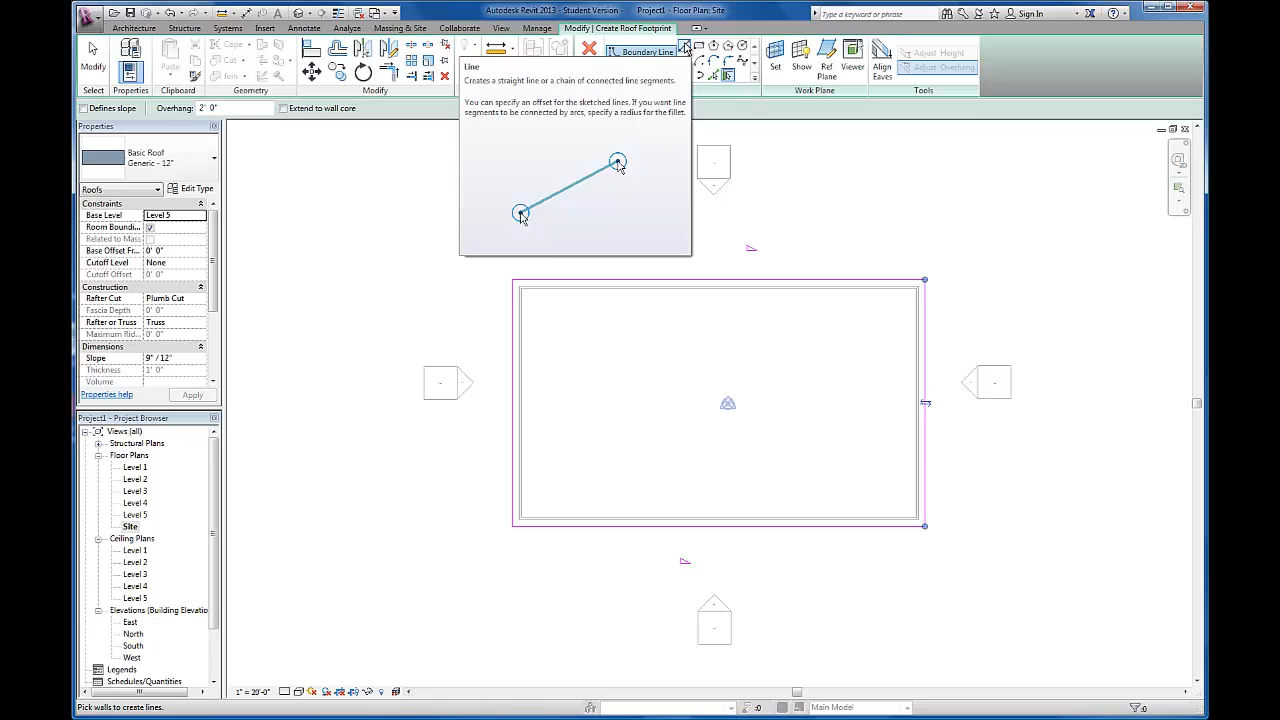 Autodesk Revit 2013 - Student Version - Project1 - Floor Plan: Site
Type a keyword or phrase
Sign In
Architecture Structure Systems Insert Annotate Analyze Massing & Site Collaborate View Manage Modify | Create Roof Footprint
Modify
Paste
Cope
Cut
Join
Boundary Line
Set Show Ref Plane Viewer
Align Eaves
Adjust Height
Adjust Overhang
Select Properties Clipboard Geometry Modify Work Plane Tools
Defines slope Overhang: 2' 0" Extend to wall core
Line
Creates a straight line or a chain of connected line segments.
You can specify an offset for the sketched lines. If you want line
segments to be connected by arcs, specify a radius for the fillet.
Properties
Basic Roof
Generic - 12"
Roofs Edit Type
Constraints
Base Level Level 5
Room Boundi...
Related to Mass
Base Offset Fr... 0' 0"
Cutoff Level None
Cutoff Offset 0' 0"
Construction
Rafter Cut Plumb Cut
Fascia Depth 0' 0"
Rafter or Truss Truss
Maximum Rid... 0' 0"
Dimensions
Slope 9" / 12"
Thickness 1' 0"
Volume
Properties help Apply
Project1 - Project Browser
Views (all)
Structural Plans
Floor Plans
Level 1
Level 2
Level 3
Level 4
Level 5
Site
Ceiling Plans
Level 1
Level 2
Level 3
Level 4
Level 5
Elevations (Building Elevatio
East
North
South
West
Legends
Schedules/Quantities
1" = 20'-0"
Pick walls to create lines.
:0
Main Model
:0